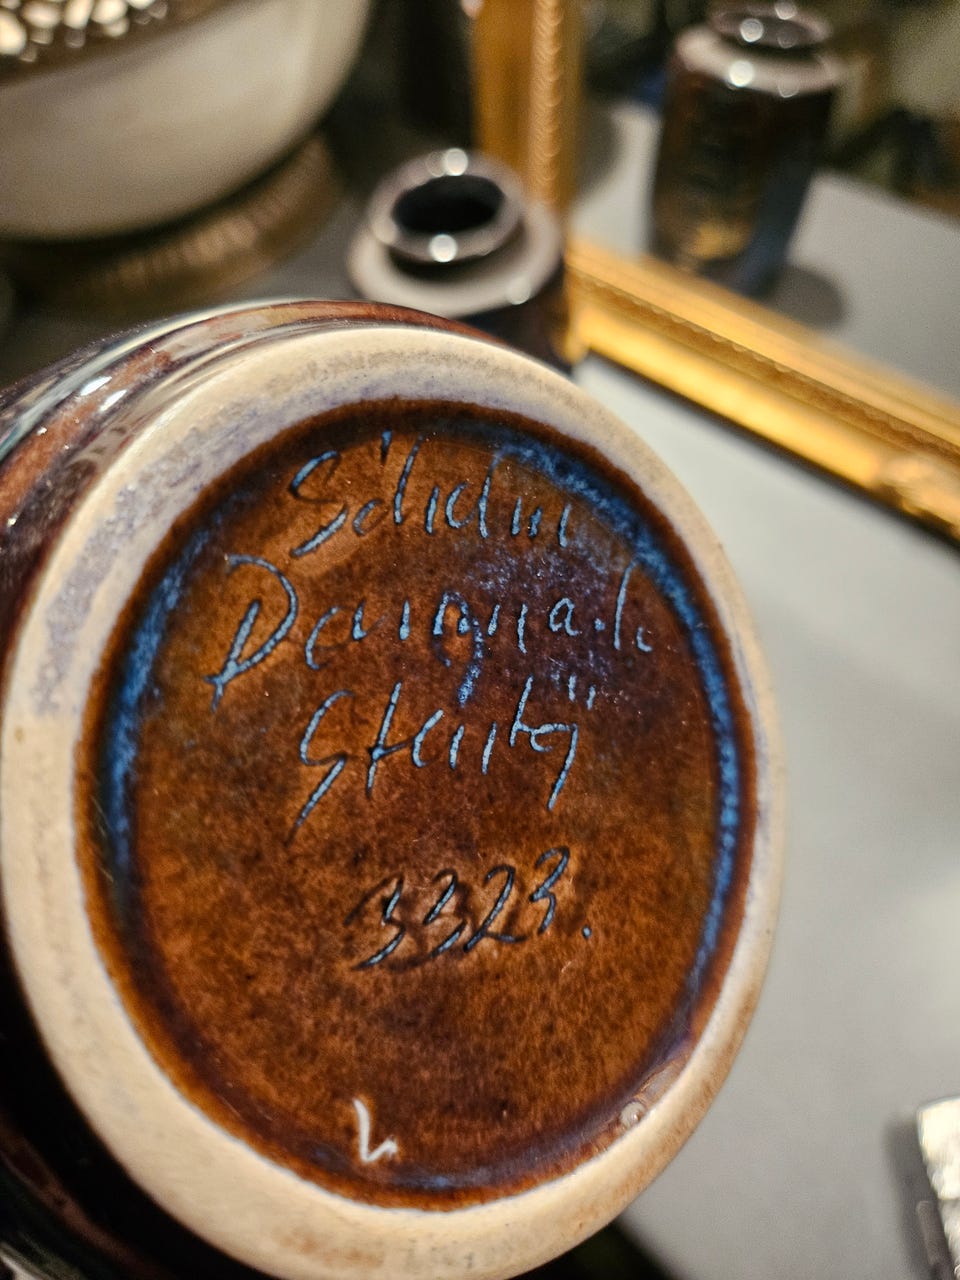 Søholm
Danmark
Stentøj
3323.